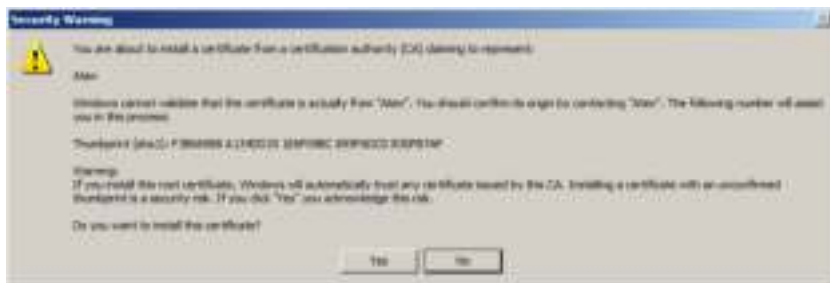 Security Warning
You are about to install a certificate from a certification authority (CA) claiming to represent:
Windows cannot validate that the certificate is actually from You should confirm its origin by contacting The following number will assist
you in this process:
Thumbprint (sha1):
Warning:
If you install this root certificate, Windows will automatically trust any certificate issued by this CA. Installing a certificate with an unconfirmed
thumbprint is a security risk. If you click "Yes" you acknowledge this risk.
Do you want to install this certificate?
Yes No